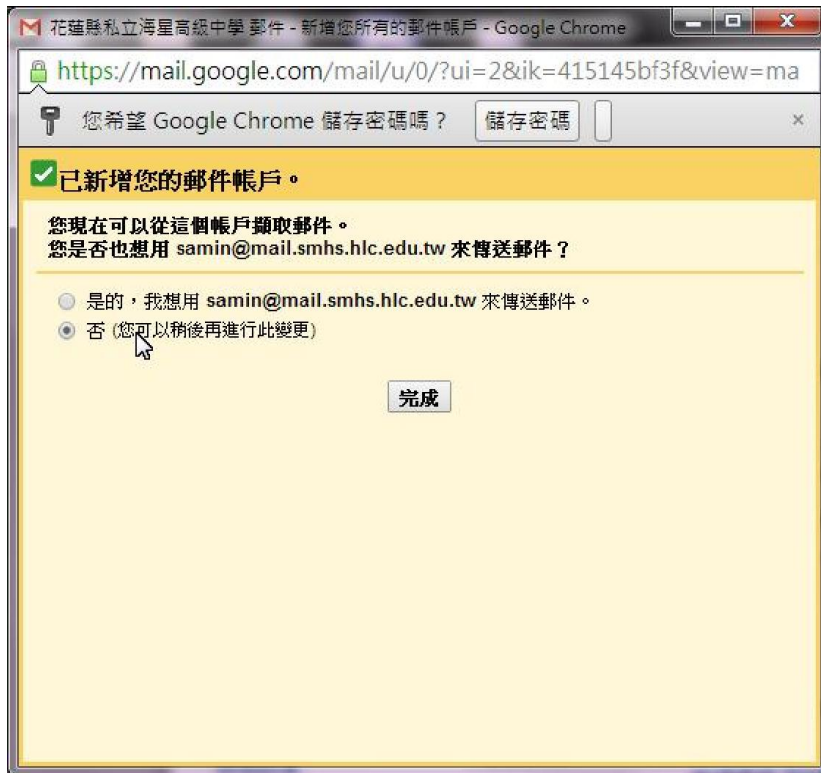 花蓮縣私立海星高級中學 郵件 - 新增您所有的郵件帳戶 - Google Chrome
https://mail.google.com/mail/u/0/?ui=2&ik=415145bf3f&view=ma
您希望 Google Chrome 儲存密碼嗎？ 儲存密碼
已新增您的郵件帳戶。
您現在可以從這個帳戶擷取郵件。
您是否也想用 samin@mail.smhs.hlc.edu.tw 來傳送郵件？
是的，我想用 samin@mail.smhs.hlc.edu.tw 來傳送郵件。
否 (您可以稍後再進行此變更)
完成